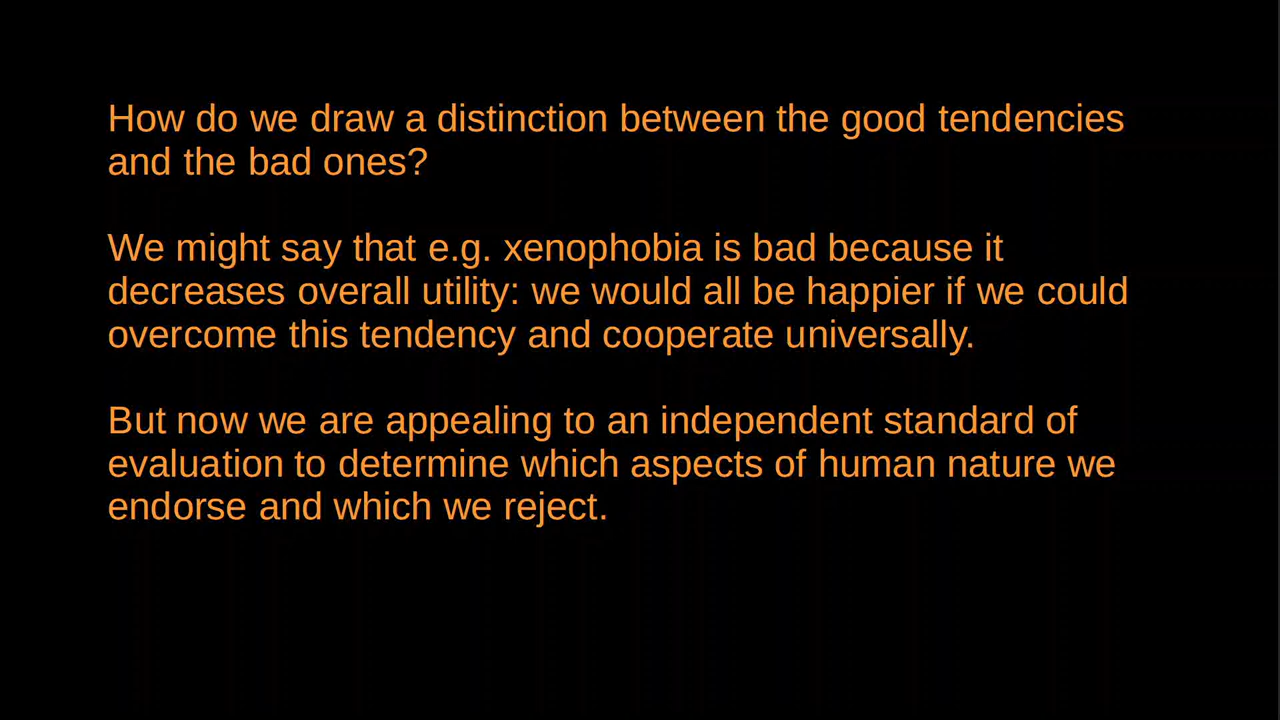 How do we draw a distinction between the good tendencies
and the bad ones?
We might say that e.g. xenophobia is bad because it
decreases overall utility: we would all be happier if we could
overcome this tendency and cooperate universally.
But now we are appealing to an independent standard of
evaluation to determine which aspects of human nature we
endorse and which we reject.